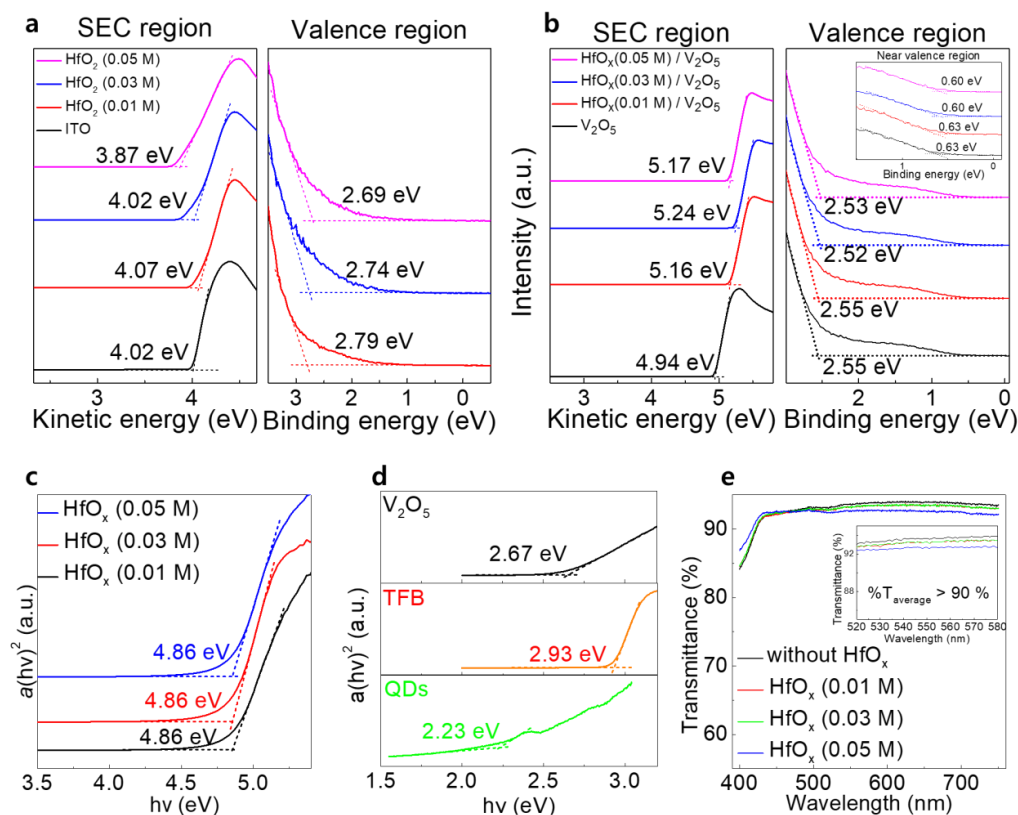 a
SEC region
Valence region
HfO₂ (0.05 M)
HfO₂ (0.03 M)
HfO₂ (0.01 M)
ITO
3.87 eV
4.02 eV
4.07 eV
4.02 eV
2.69 eV
2.74 eV
2.79 eV
3 4
3 2 1 0
Kinetic energy (eV)
Binding energy (eV)
b
SEC region
Valence region
Intensity (a.u.)
HfOₓ(0.05 M) / V₂O₅
HfOₓ(0.03 M) / V₂O₅
HfOₓ(0.01 M) / V₂O₅
V₂O₅
5.17 eV
5.24 eV
5.16 eV
4.94 eV
Near valence region
0.60 eV
0.60 eV
0.63 eV
0.63 eV
1 0
Binding energy (eV)
2.53 eV
2.52 eV
2.55 eV
2.55 eV
3 4 5
2 1 0
Kinetic energy (eV)
Binding energy (eV)
c
HfOₓ (0.05 M)
HfOₓ (0.03 M)
HfOₓ (0.01 M)
a(hv)² (a.u.)
4.86 eV
4.86 eV
4.86 eV
3.5 4.0 4.5 5.0
hv (eV)
d
V₂O₅
2.67 eV
TFB
2.93 eV
QDs
2.23 eV
a(hv)² (a.u.)
2.0 2.5 3.0
hv (eV)
e
Transmittance (%)
90
80
70
60
Transmittance (%)
92
88
%Tₐᵥₑᵣₐgₑ > 90 %
520 530 540 550 560 570 580
Wavelength (nm)
without HfOₓ
HfOₓ (0.01 M)
HfOₓ (0.03 M)
HfOₓ (0.05 M)
400 500 600 700
Wavelength (nm)